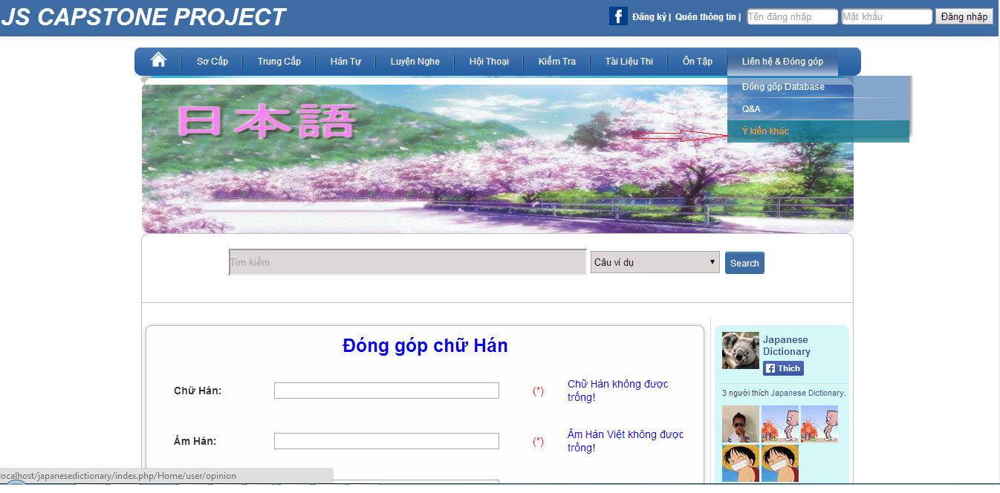 JS CAPSTONE PROJECT
Đăng ký | Quên thông tin | Tên đăng nhập Mật khẩu Đăng nhập
Sơ Cấp Trung Cấp Hán Tự Luyện Nghe Hội Thoại Kiểm Tra Tài Liệu Thi Ôn Tập Liên hệ & Đóng góp
Đóng góp Database
Q&A
Ý kiến khác
日本語
Tìm kiếm Câu ví dụ Search
Đóng góp chữ Hán
Chữ Hán: (*) Chữ Hán không được
trống!
Âm Hán: (*) Âm Hán Việt không được
trống!
Japanese
Dictionary
Thích
3 người thích Japanese Dictionary.
localhost/japanesedictionary/index.php/Home/user/opinion